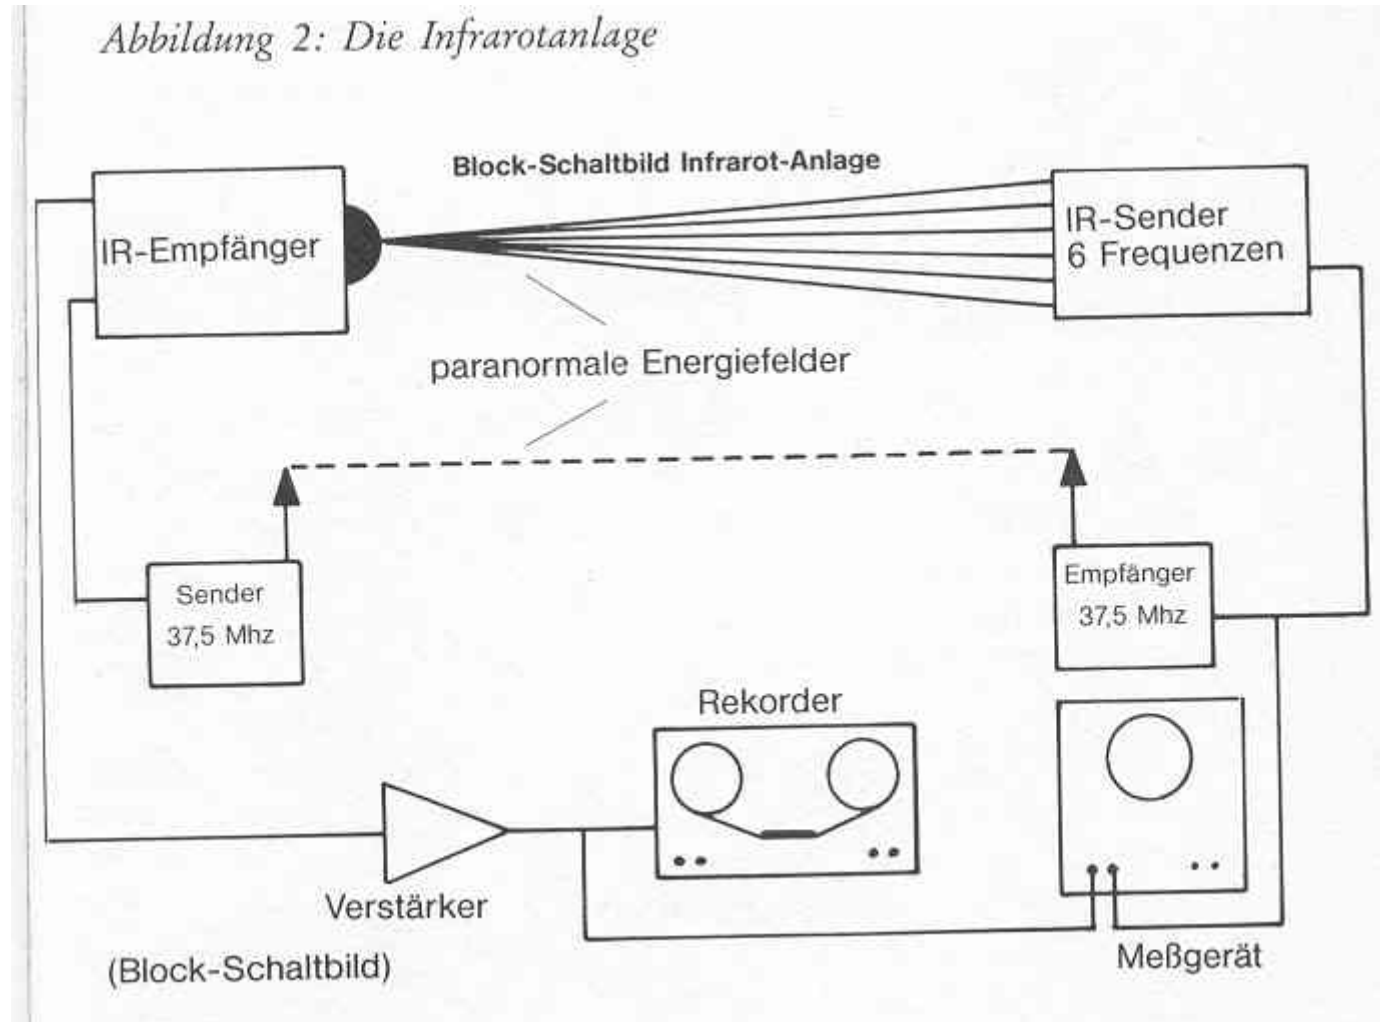 Abbildung 2: Die Infrarotanlage
Block-Schaltbild Infrarot-Anlage
IR-Empfänger
IR-Sender
6 Frequenzen
paranormale Energiefelder
Sender
37,5 Mhz
Empfänger
37,5 Mhz
Rekorder
Verstärker
Meßgerät
(Block-Schaltbild)